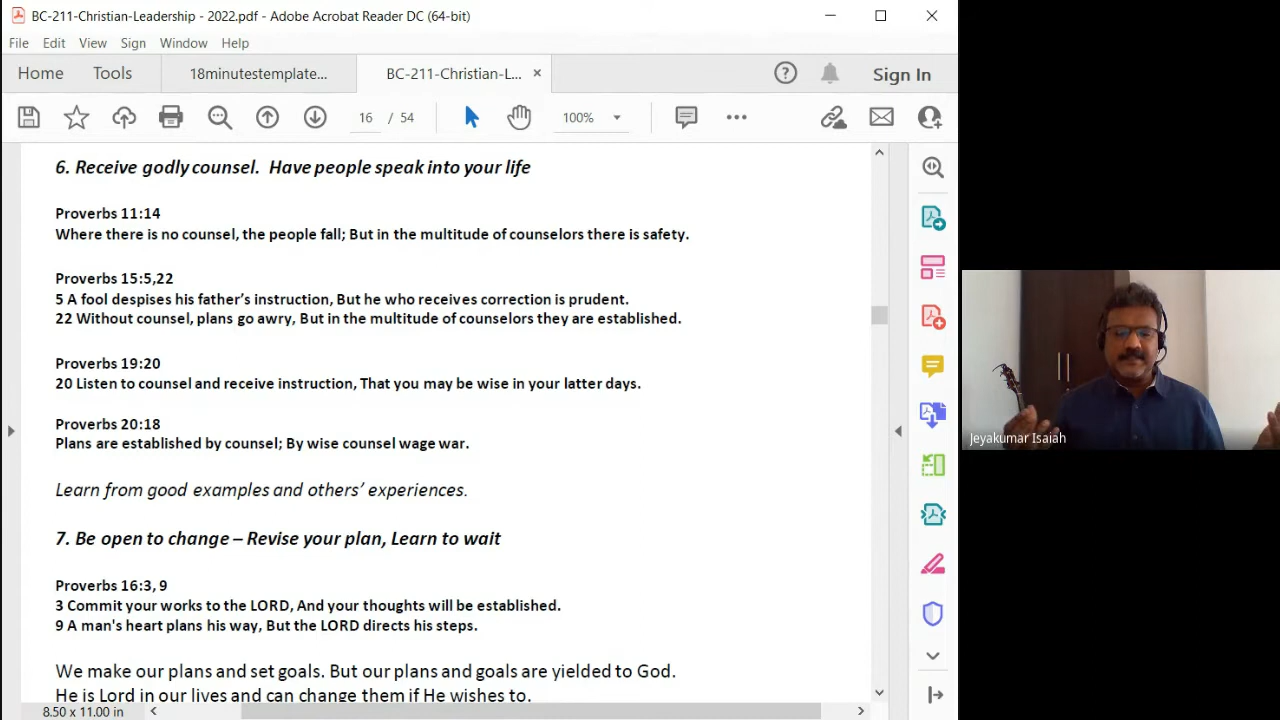 BC-211-Christian-Leadership - 2022.pdf - Adobe Acrobat Reader DC (64-bit)
File Edit View Sign Window Help
Home Tools 18minutestemplate... BC-211-Christian-L... Sign In
16 / 54 100%
6. Receive godly counsel. Have people speak into your life
Proverbs 11:14
Where there is no counsel, the people fall; But in the multitude of counselors there is safety.
Proverbs 15:5,22
5 A fool despises his father’s instruction, But he who receives correction is prudent.
22 Without counsel, plans go awry, But in the multitude of counselors they are established.
Proverbs 19:20
20 Listen to counsel and receive instruction, That you may be wise in your latter days.
Proverbs 20:18
Plans are established by counsel; By wise counsel wage war.
Learn from good examples and others’ experiences.
7. Be open to change – Revise your plan, Learn to wait
Proverbs 16:3, 9
3 Commit your works to the LORD, And your thoughts will be established.
9 A man's heart plans his way, But the LORD directs his steps.
We make our plans and set goals. But our plans and goals are yielded to God.
He is Lord in our lives and can change them if He wishes to.
8.50 x 11.00 in
Jeyakumar Isaiah